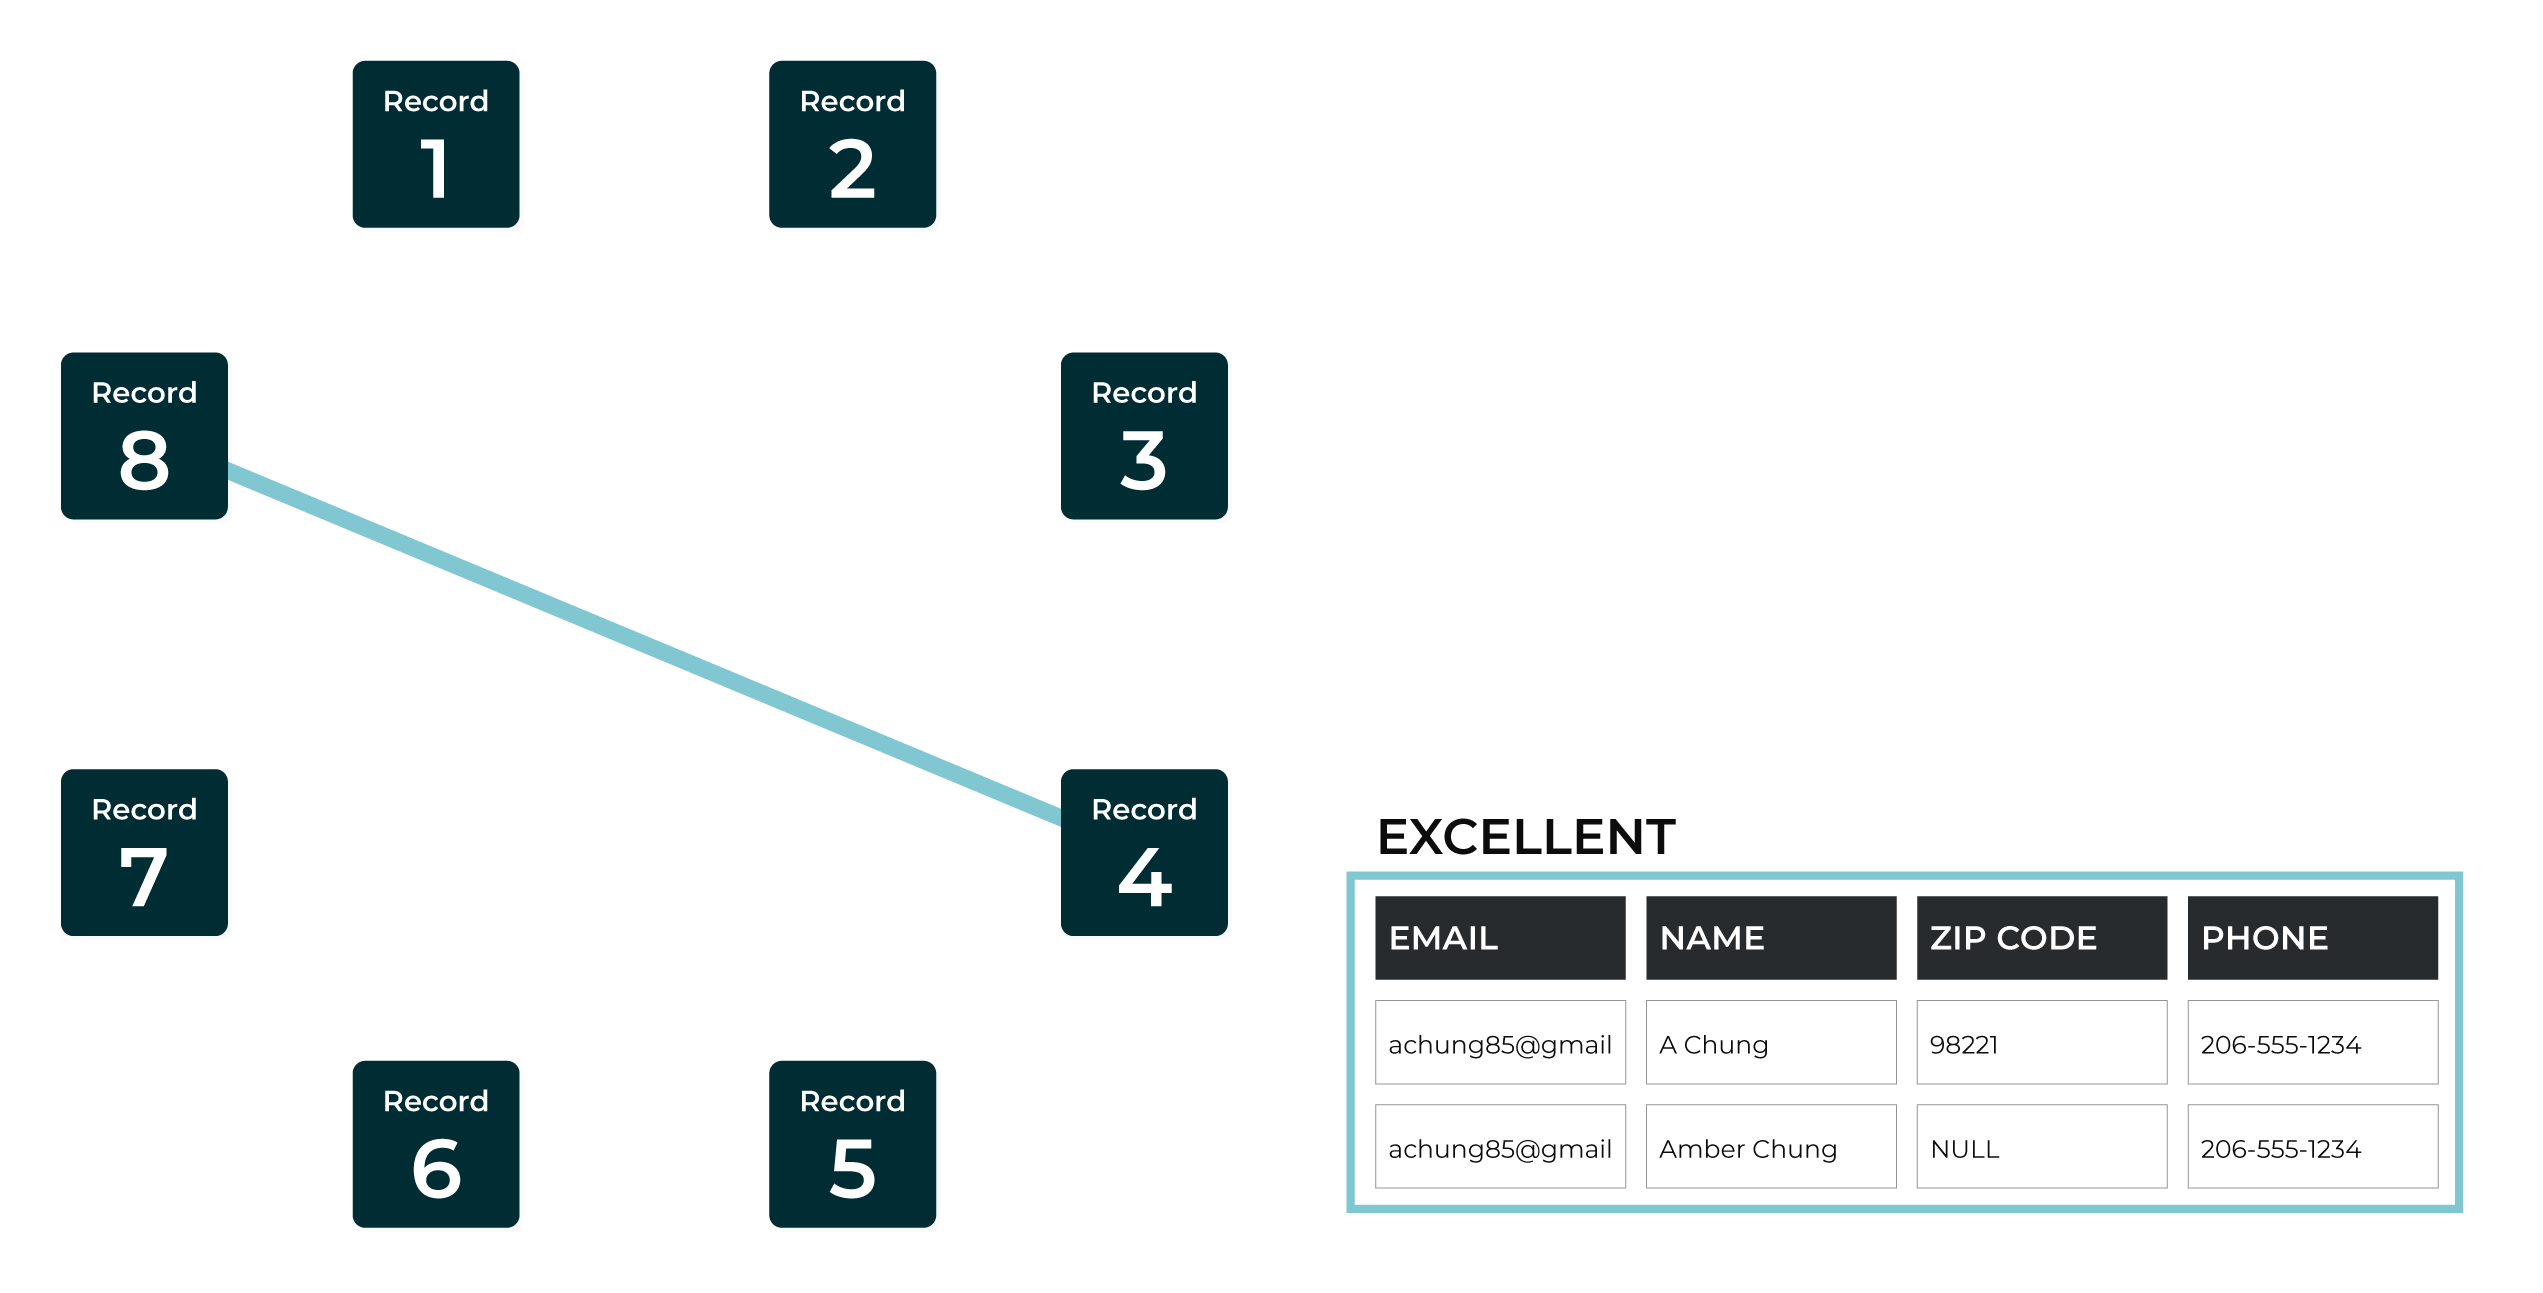 Record
1
Record
2
Record
8
Record
3
Record
7
Record
4
Record
6
Record
5
EXCELLENT
EMAIL NAME ZIP CODE PHONE
achung85@gmail A Chung 98221 206-555-1234
achung85@gmail Amber Chung NULL 206-555-1234